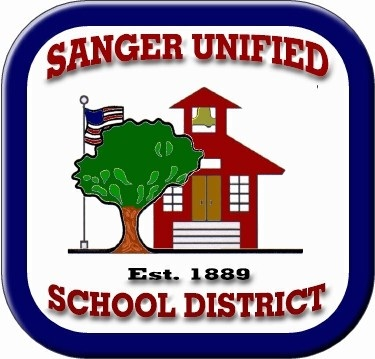 SANGER UNIFIED
Est. 1889
SCHOOL DISTRICT